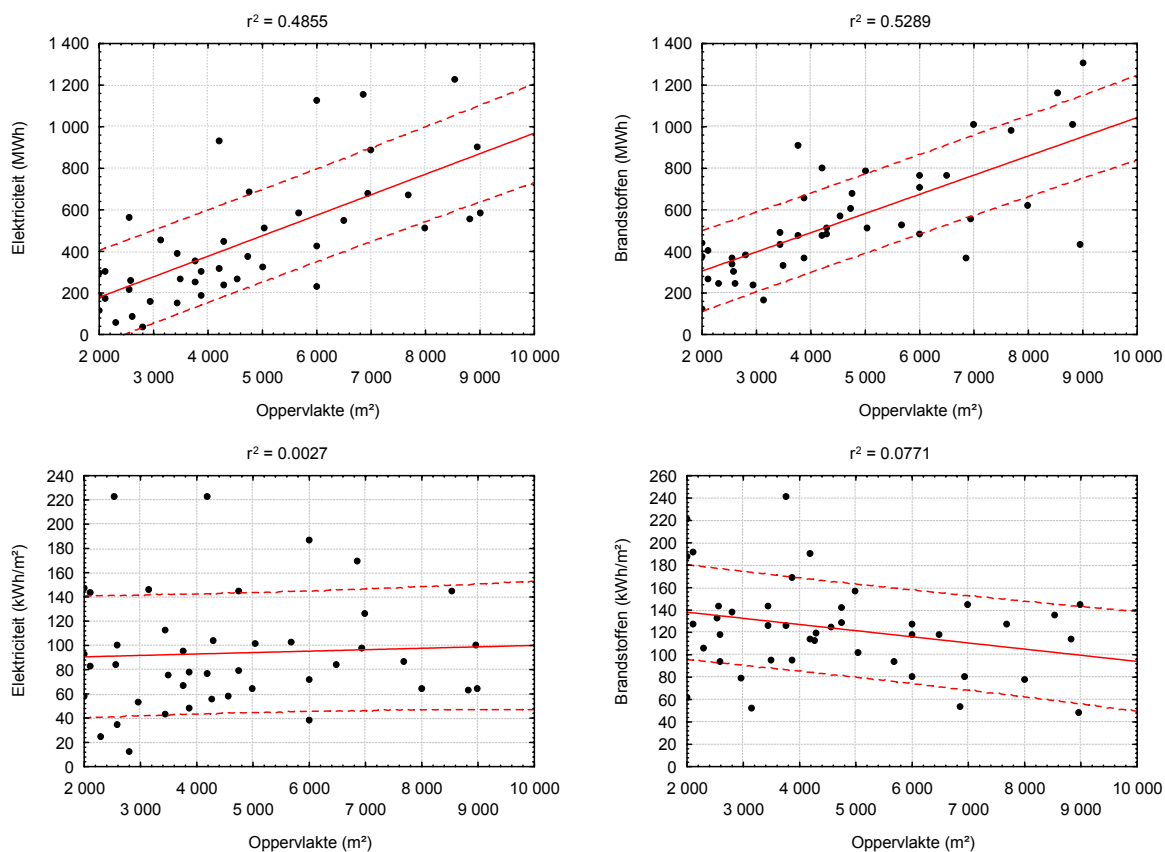 r² = 0.4855
Elektriciteit (MWh)
1 400
1 200
1 000
800
600
400
200
0
2 000 4 000 6 000 8 000 10 000
3 000 5 000 7 000 9 000
Oppervlakte (m²)
r² = 0.5289
Brandstoffen (MWh)
1 400
1 200
1 000
800
600
400
200
0
2 000 4 000 6 000 8 000 10 000
3 000 5 000 7 000 9 000
Oppervlakte (m²)
r² = 0.0027
Elektriciteit (kWh/m²)
240
220
200
180
160
140
120
100
80
60
40
20
0
2 000 4 000 6 000 8 000 10 000
3 000 5 000 7 000 9 000
Oppervlakte (m²)
r² = 0.0771
Brandstoffen (kWh/m²)
260
240
220
200
180
160
140
120
100
80
60
40
20
0
2 000 4 000 6 000 8 000 10 000
3 000 5 000 7 000 9 000
Oppervlakte (m²)